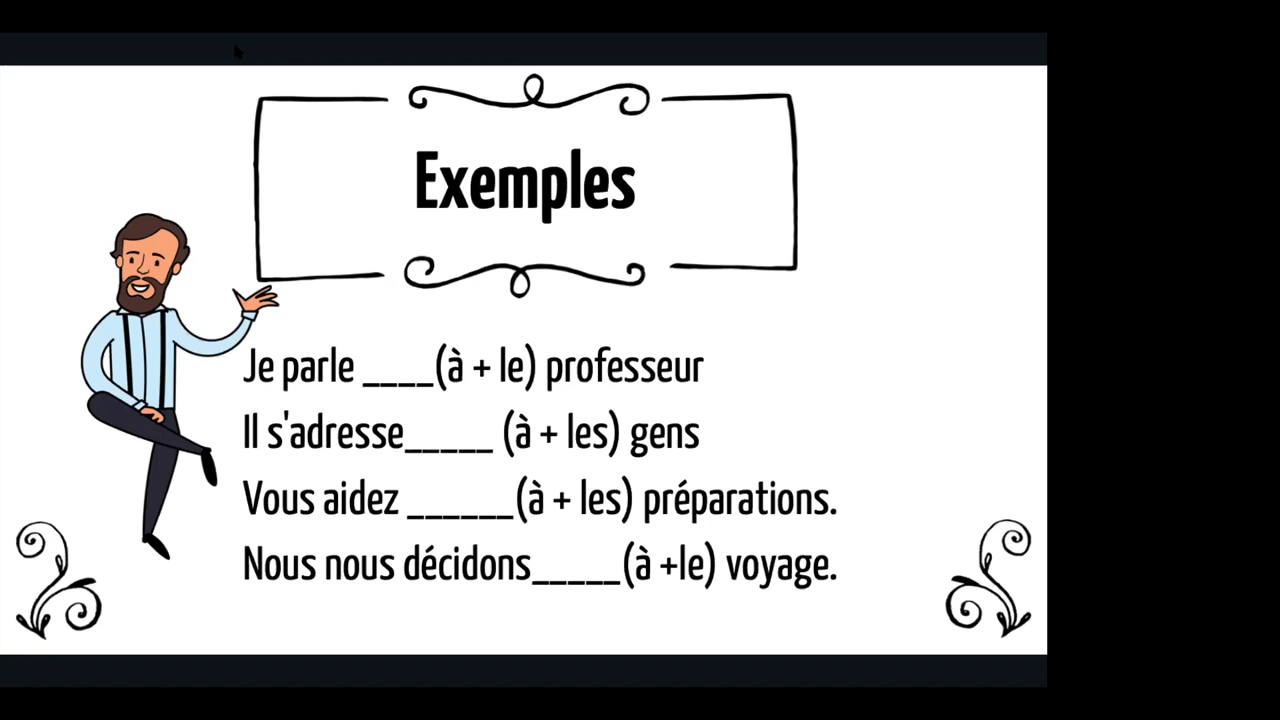 Exemples
Je parle ____(à + le) professeur
Il s'adresse_____ (à + les) gens
Vous aidez ______(à + les) préparations.
Nous nous décidons_____(à +le) voyage.